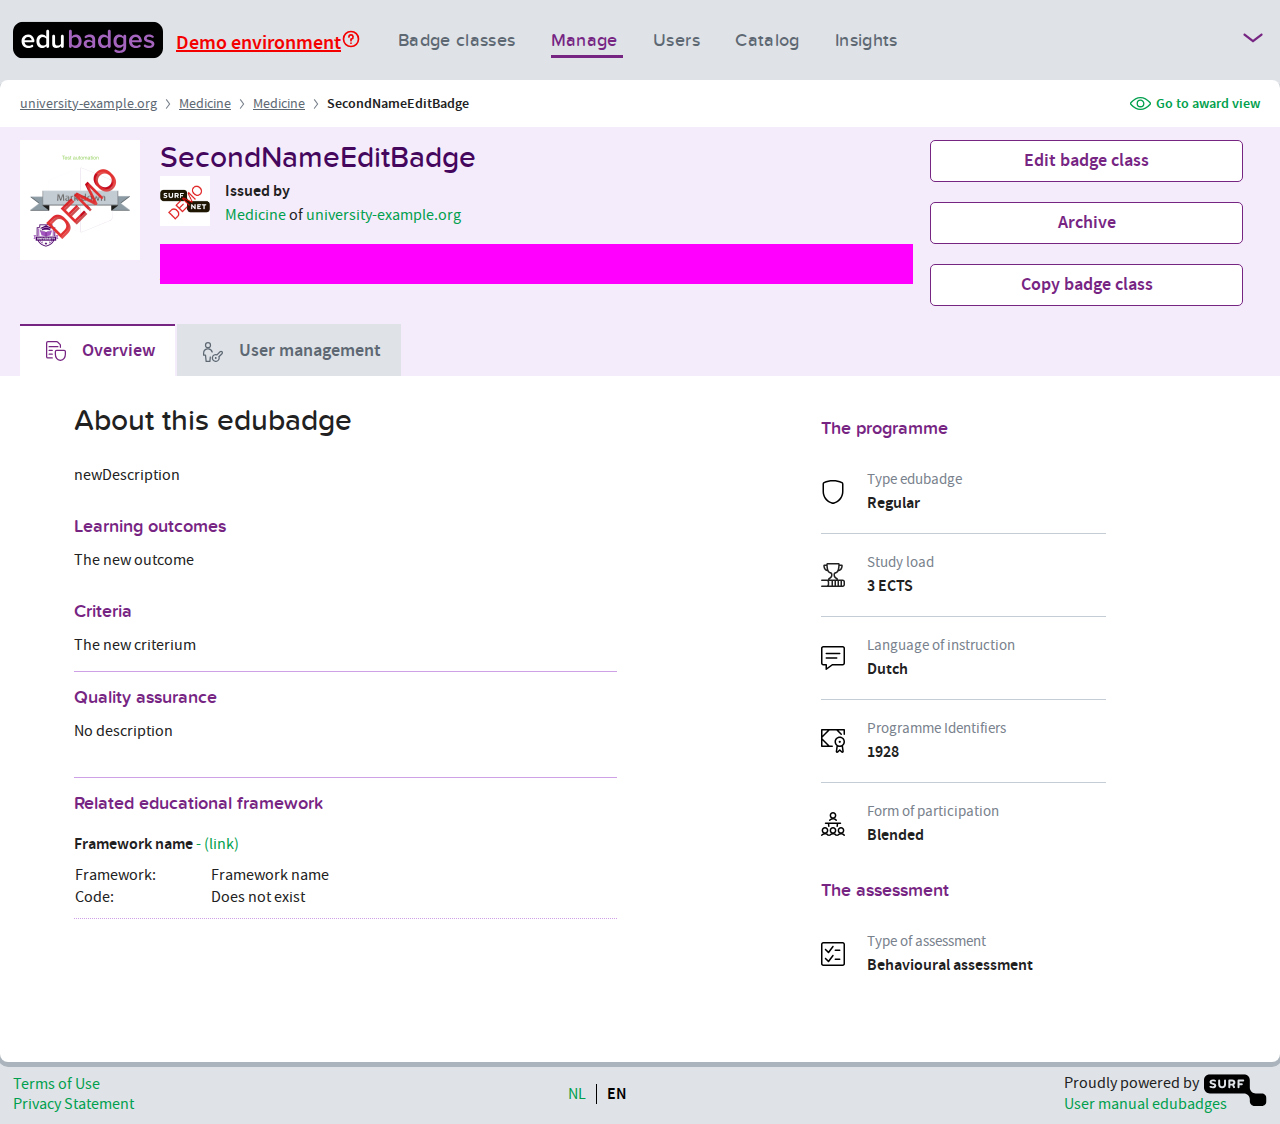 edubadges
Demo environment
Badge classes
Manage
Users
Catalog
Insights
university-example.org
Medicine
Medicine
SecondNameEditBadge
Go to award view
Test automation
DEMO
SecondNameEditBadge
SURF
NET
DEMO
Issued by
Medicine of university-example.org
Edit badge class
Archive
Copy badge class
Overview
User management
About this edubadge
newDescription
Learning outcomes
The new outcome
Criteria
The new criterium
Quality assurance
No description
Related educational framework
Framework name - (link)
Framework: Framework name
Code: Does not exist
The programme
Type edubadge
Regular
Study load
3 ECTS
Language of instruction
Dutch
Programme Identifiers
1928
Form of participation
Blended
The assessment
Type of assessment
Behavioural assessment
Terms of Use
Privacy Statement
NL
EN
Proudly powered by SURF
User manual edubadges